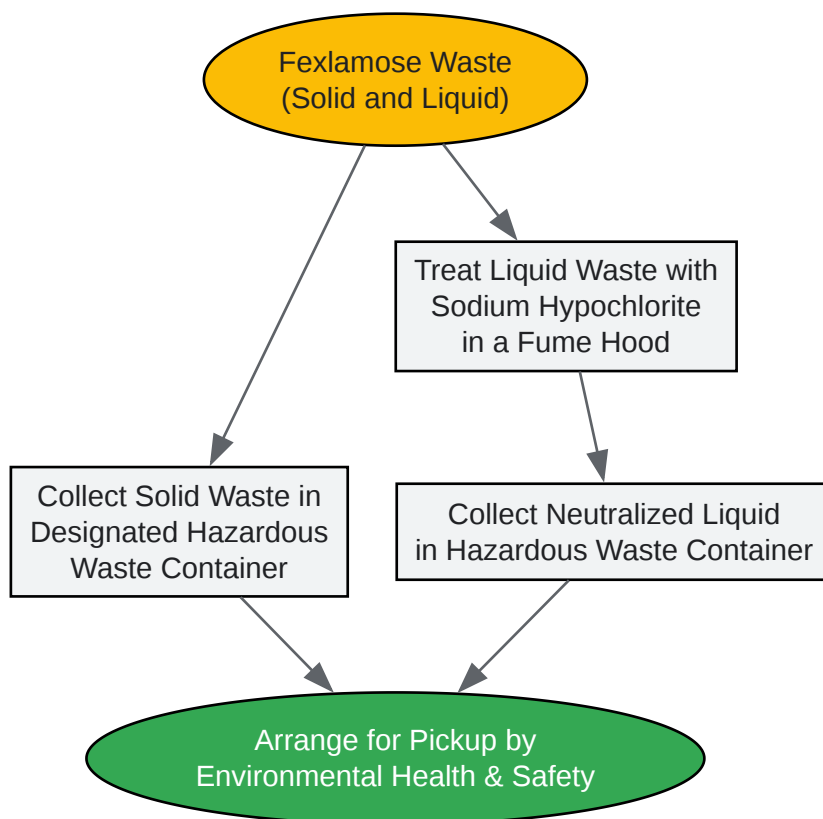 Fexlamose Waste
(Solid and Liquid)
Treat Liquid Waste with
Sodium Hypochlorite
in a Fume Hood
Collect Solid Waste in
Designated Hazardous
Waste Container
Collect Neutralized Liquid
in Hazardous Waste Container
Arrange for Pickup by
Environmental Health & Safety